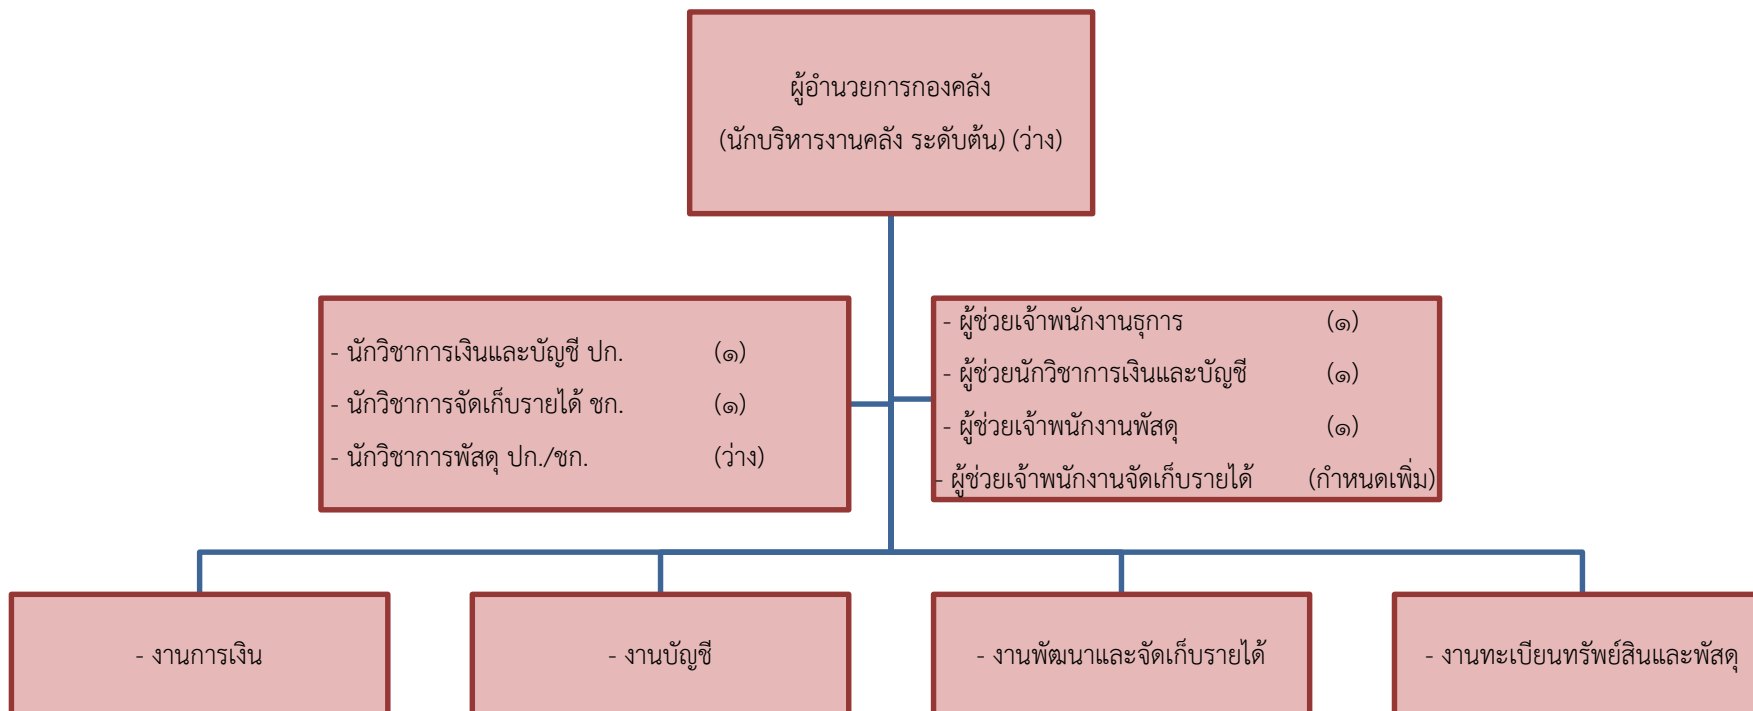 ผู้อำนวยการกองคลัง
(นักบริหารงานคลัง ระดับต้น) (ว่าง)
- นักวิชาการเงินและบัญชี ปก. (๑)
- นักวิชาการจัดเก็บรายได้ ชก. (๑)
- นักวิชาการพัสดุ ปก./ชก. (ว่าง)
- ผู้ช่วยเจ้าพนักงานธุการ (๑)
- ผู้ช่วยนักวิชาการเงินและบัญชี (๑)
- ผู้ช่วยเจ้าพนักงานพัสดุ (๑)
- ผู้ช่วยเจ้าพนักงานจัดเก็บรายได้ (กำหนดเพิ่ม)
- งานการเงิน
- งานบัญชี
- งานพัฒนาและจัดเก็บรายได้
- งานทะเบียนทรัพย์สินและพัสดุ